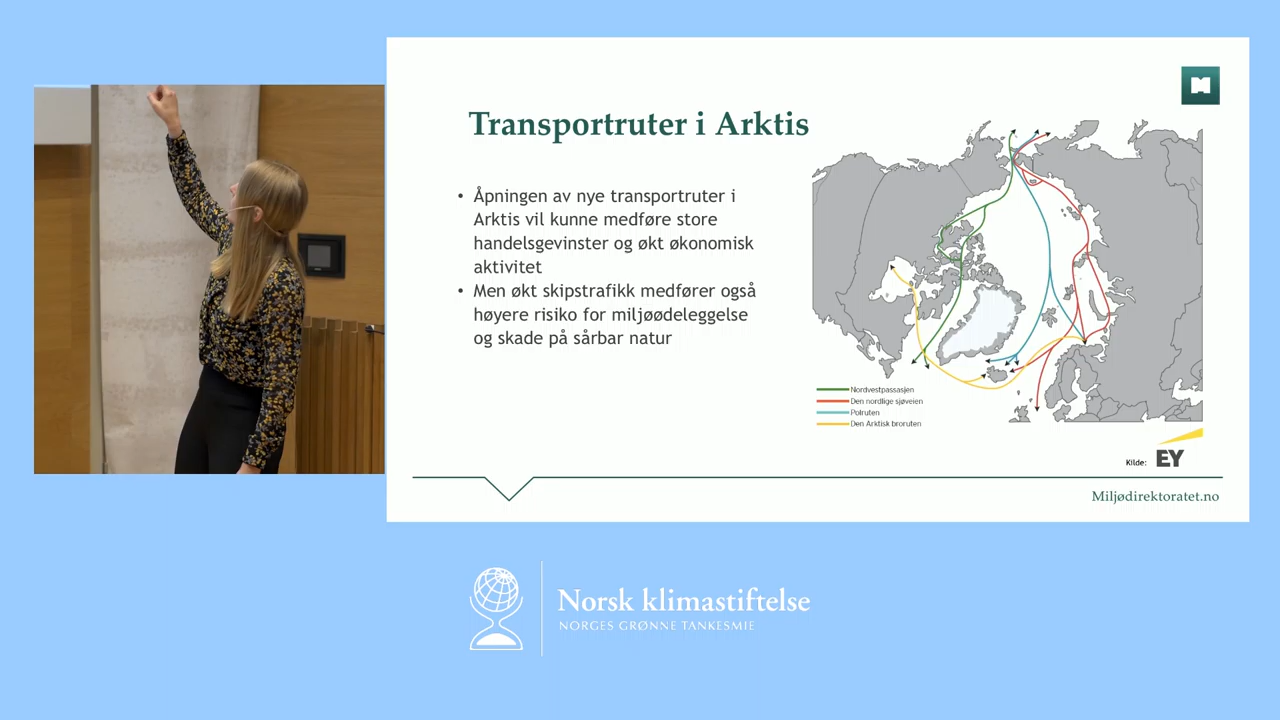 Transportruter i Arktis
• Åpningen av nye transportruter i
Arktis vil kunne medføre store
handelsgevinster og økt økonomisk
aktivitet
• Men økt skipstrafikk medfører også
høyere risiko for miljøødeleggelse
og skade på sårbar natur
Nordvestpassasjen
Den nordlige sjøveien
Polruten
Den Arktisk broruten
Kilde: EY
Miljødirektoratet.no
Norsk klimastiftelse
NORGES GRØNNE TANKESMIE